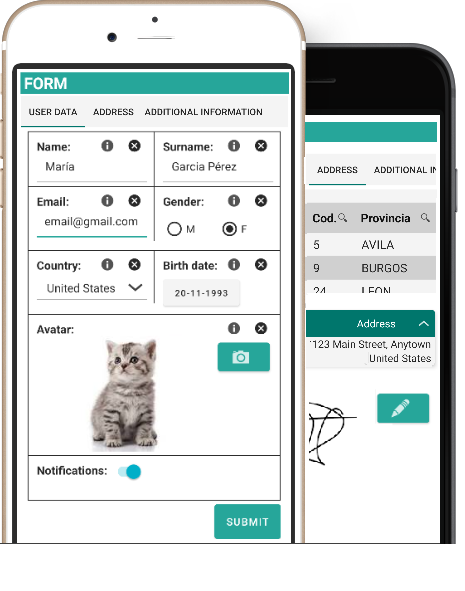 FORM
USER DATA ADDRESS ADDITIONAL INFORMATION
Name: Surname:
María Garcia Pérez
Email: Gender:
email@gmail.com M F
Country: Birth date:
United States 20-11-1993
Avatar:
Notifications:
SUBMIT
ADDRESS ADDITIONAL IN
Cod. Provincia
5 AVILA
9 BURGOS
24 LEON
Address
123 Main Street, Anytown
United States